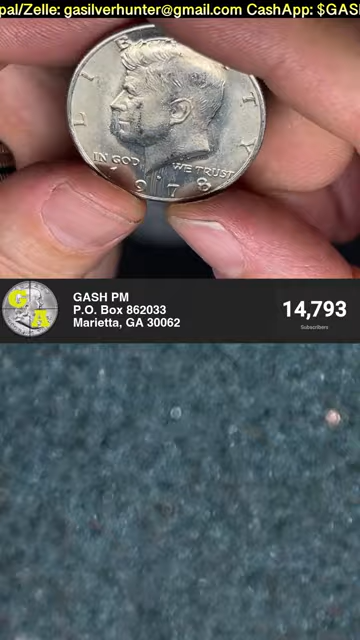 pal/Zelle: gasilverhunter@gmail.com CashApp: $GASH
LIBERTY
IN GOD WE TRUST
1978
GA
GASH PM
P.O. Box 862033
Marietta, GA 30062
14,793
Subscribers